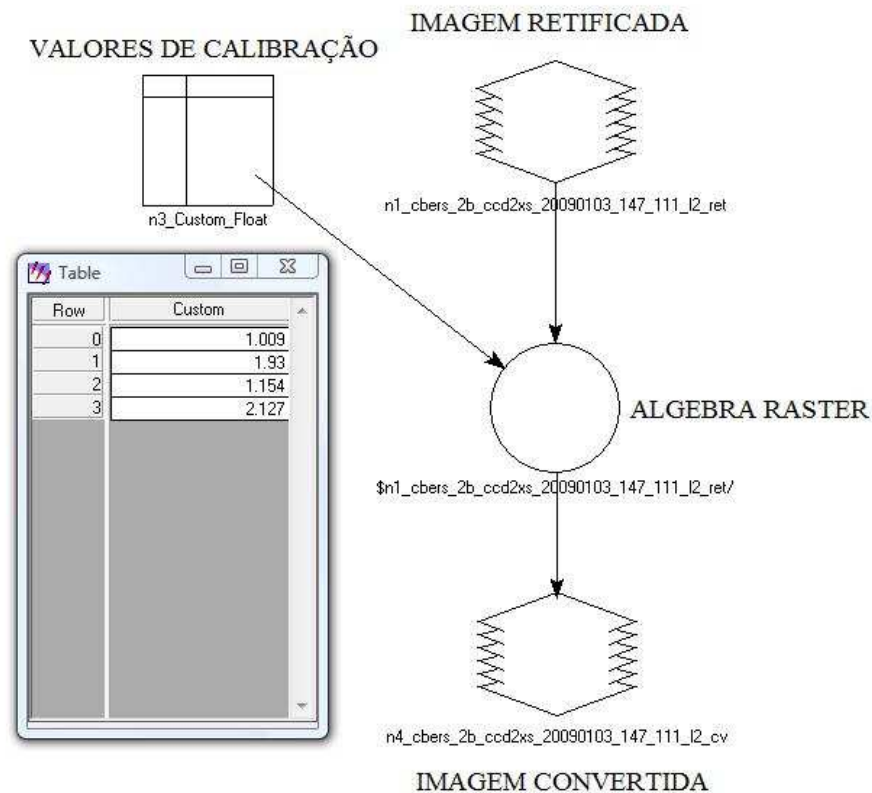 IMAGEM RETIFICADA
VALORES DE CALIBRAÇÃO
n3_Custom_Float
n1_cbers_2b_ccd2xs_20090103_147_111_l2_ret
Table
Row Custom
0 1.009
1 1.93
2 1.154
3 2.127
ALGEBRA RASTER
$n1_cbers_2b_ccd2xs_20090103_147_111_l2_ret/
n4_cbers_2b_ccd2xs_20090103_147_111_l2_cv
IMAGEM CONVERTIDA